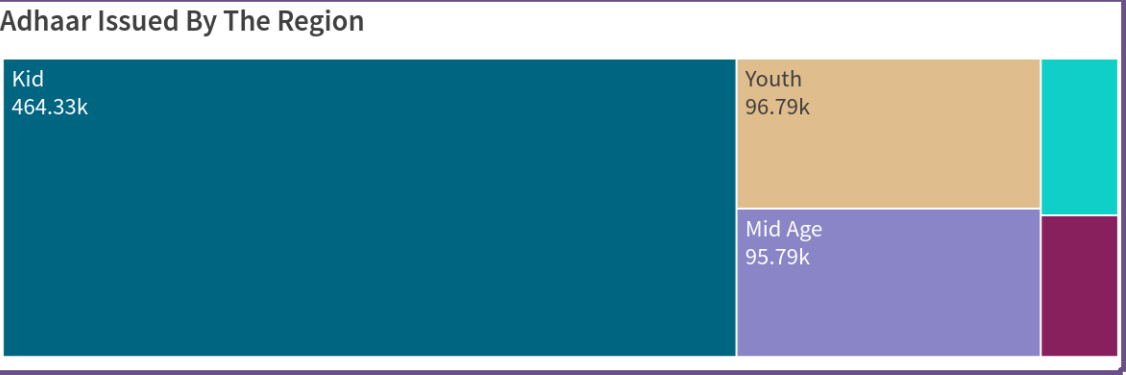 Adhaar Issued By The Region
Kid
464.33k
Youth
96.79k
Mid Age
95.79k